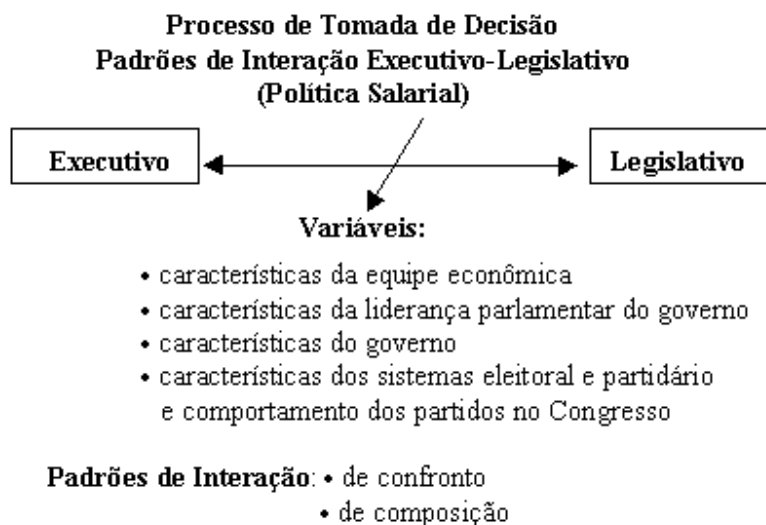 Processo de Tomada de Decisão
Padrões de Interação Executivo-Legislativo
(Política Salarial)
Executivo
Legislativo
Variáveis:
• características da equipe econômica
• características da liderança parlamentar do governo
• características do governo
• características dos sistemas eleitoral e partidário
e comportamento dos partidos no Congresso
Padrões de Interação: • de confronto
• de composição